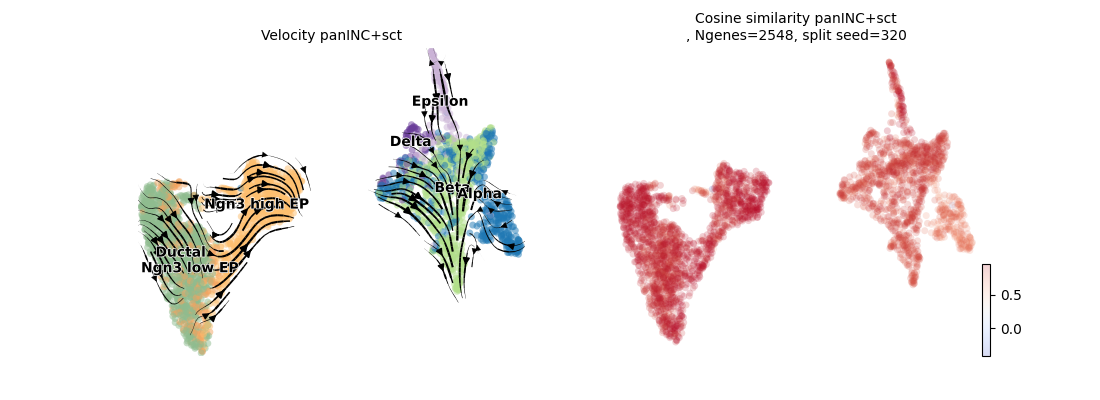 Velocity panINC+sct
Epsilon
Delta
Beta
Alpha
Ngn3 high EP
Ductal
Ngn3 low EP
Cosine similarity panINC+sct
, Ngenes=2548, split seed=320
0.5
0.0